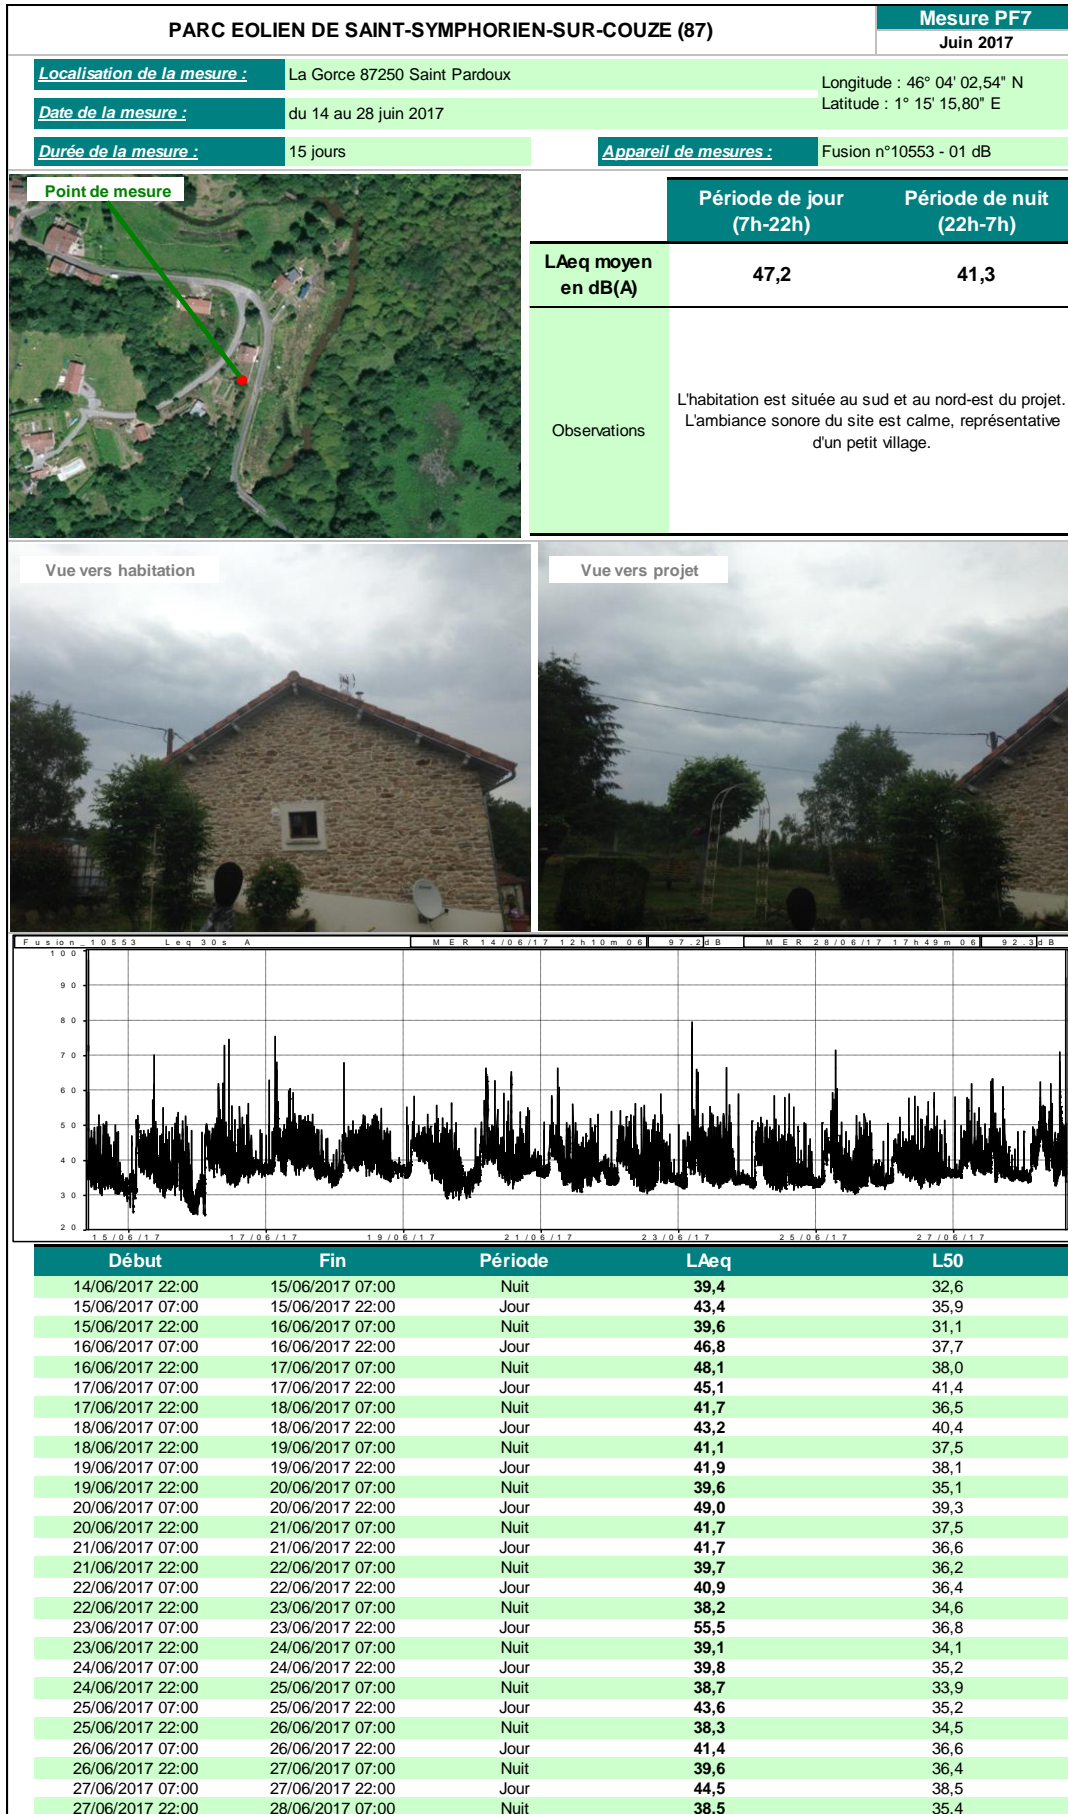 PARC EOLIEN DE SAINT-SYMPHORIEN-SUR-COUZE (87)
Mesure PF7
Juin 2017
Localisation de la mesure : La Gorce 87250 Saint Pardoux
Longitude : 46° 04' 02,54" N
Latitude : 1° 15' 15,80" E
Date de la mesure : du 14 au 28 juin 2017
Durée de la mesure : 15 jours Appareil de mesures : Fusion n°10553 - 01 dB
Point de mesure
Période de jour (7h-22h) Période de nuit (22h-7h)
LAeq moyen en dB(A) 47,2 41,3
Observations
L'habitation est située au sud et au nord-est du projet.
L'ambiance sonore du site est calme, représentative
d'un petit village.
Vue vers habitation
Vue vers projet
Fusion_10553 Leq 30s A MER 14/06/17 12h10m06 97.2dB MER 28/06/17 17h49m06 92.3dB
100
90
80
70
60
50
40
30
20
15/06/17 17/06/17 19/06/17 21/06/17 23/06/17 25/06/17 27/06/17
Début Fin Période LAeq L50
14/06/2017 22:00 15/06/2017 07:00 Nuit 39,4 32,6
15/06/2017 07:00 15/06/2017 22:00 Jour 43,4 35,9
15/06/2017 22:00 16/06/2017 07:00 Nuit 39,6 31,1
16/06/2017 07:00 16/06/2017 22:00 Jour 46,8 37,7
16/06/2017 22:00 17/06/2017 07:00 Nuit 48,1 38,0
17/06/2017 07:00 17/06/2017 22:00 Jour 45,1 41,4
17/06/2017 22:00 18/06/2017 07:00 Nuit 41,7 36,5
18/06/2017 07:00 18/06/2017 22:00 Jour 43,2 40,4
18/06/2017 22:00 19/06/2017 07:00 Nuit 41,1 37,5
19/06/2017 07:00 19/06/2017 22:00 Jour 41,9 38,1
19/06/2017 22:00 20/06/2017 07:00 Nuit 39,6 35,1
20/06/2017 07:00 20/06/2017 22:00 Jour 49,0 39,3
20/06/2017 22:00 21/06/2017 07:00 Nuit 41,7 37,5
21/06/2017 07:00 21/06/2017 22:00 Jour 41,7 36,6
21/06/2017 22:00 22/06/2017 07:00 Nuit 39,7 36,2
22/06/2017 07:00 22/06/2017 22:00 Jour 40,9 36,4
22/06/2017 22:00 23/06/2017 07:00 Nuit 38,2 34,6
23/06/2017 07:00 23/06/2017 22:00 Jour 55,5 36,8
23/06/2017 22:00 24/06/2017 07:00 Nuit 39,1 34,1
24/06/2017 07:00 24/06/2017 22:00 Jour 39,8 35,2
24/06/2017 22:00 25/06/2017 07:00 Nuit 38,7 33,9
25/06/2017 07:00 25/06/2017 22:00 Jour 43,6 35,2
25/06/2017 22:00 26/06/2017 07:00 Nuit 38,3 34,5
26/06/2017 07:00 26/06/2017 22:00 Jour 41,4 36,6
26/06/2017 22:00 27/06/2017 07:00 Nuit 39,6 36,4
27/06/2017 07:00 27/06/2017 22:00 Jour 44,5 38,5
27/06/2017 22:00 28/06/2017 07:00 Nuit 38,5 35,4